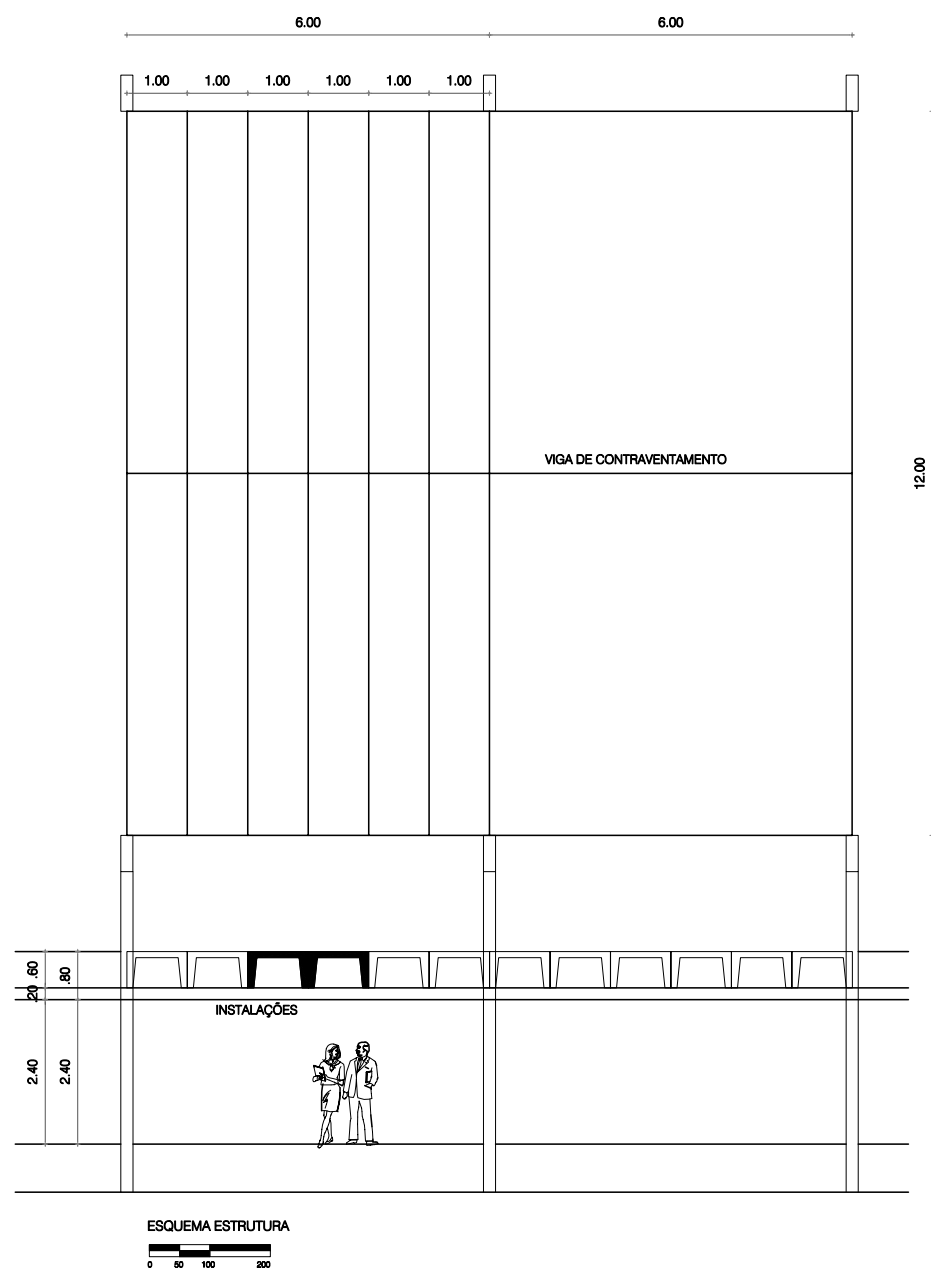 6.00 6.00
1.00 1.00 1.00 1.00 1.00 1.00
VIGA DE CONTRAVENTAMENTO
12.00
.60 .80
.20
INSTALAÇÕES
2.40 2.40
ESQUEMA ESTRUTURA
0 50 100 200